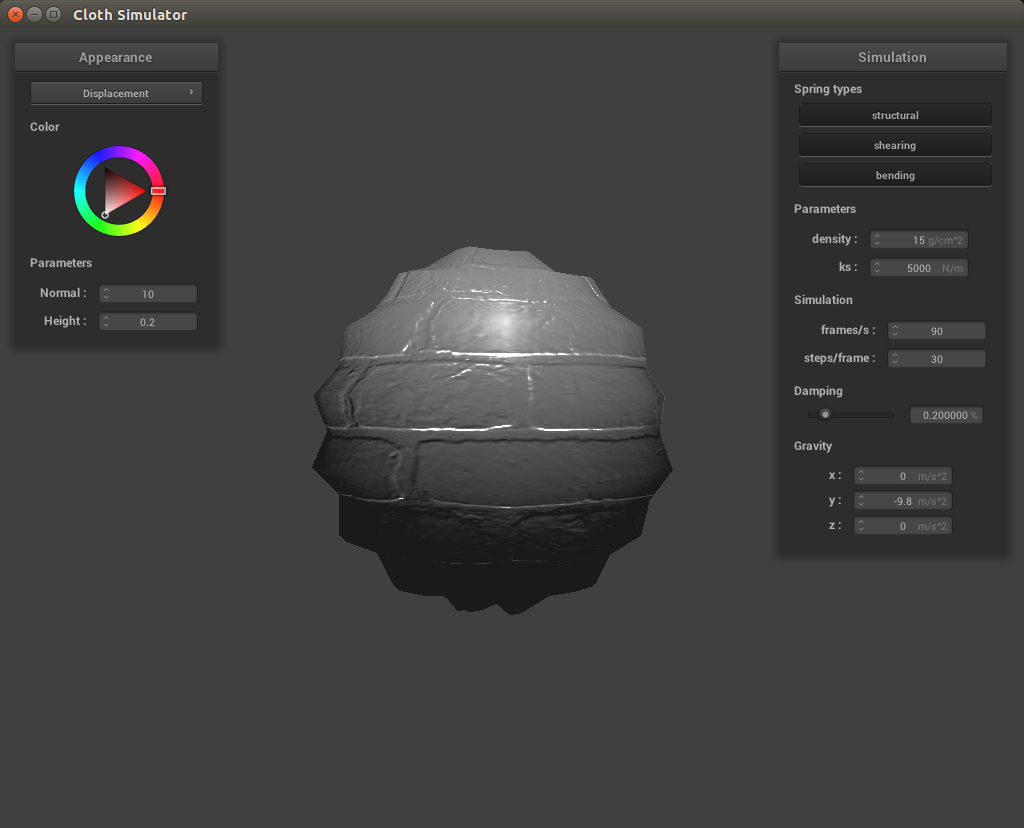 Cloth Simulator
Appearance
Displacement
Color
Parameters
Normal : 10
Height : 0.2
Simulation
Spring types
structural
shearing
bending
Parameters
density : 15 g/cm^2
ks : 5000 N/m
Simulation
frames/s : 90
steps/frame : 30
Damping
0.200000 %
Gravity
x : 0 m/s^2
y : -9.8 m/s^2
z : 0 m/s^2